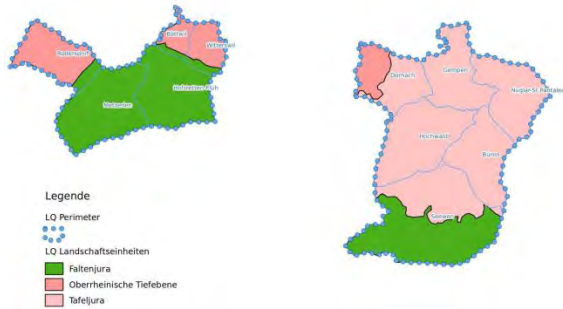 Bättwil
Witterswil
Rodersdorf
Hofstetten-Flüh
Metzerlen
Gempen
Dornach
Nuglar-St.Pantaleo
Hochwald
Büren
Seewen
Legende
LQ Perimeter
LQ Landschaftseinheiten
Faltenjura
Oberrheinische Tiefebene
Tafeljura